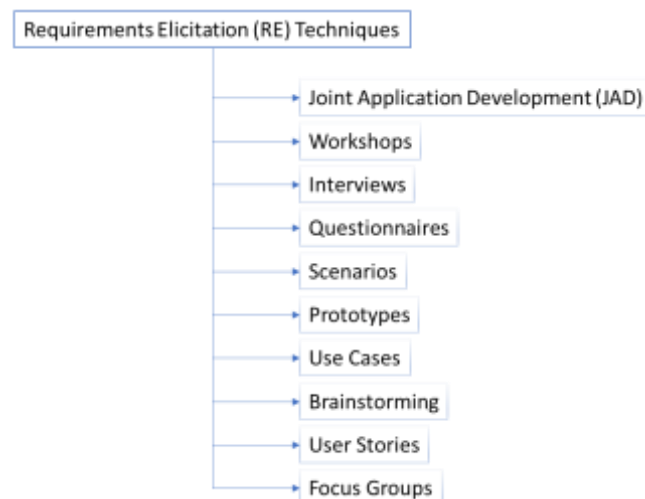 Requirements Elicitation (RE) Techniques
Joint Application Development (JAD)
Workshops
Interviews
Questionnaires
Scenarios
Prototypes
Use Cases
Brainstorming
User Stories
Focus Groups